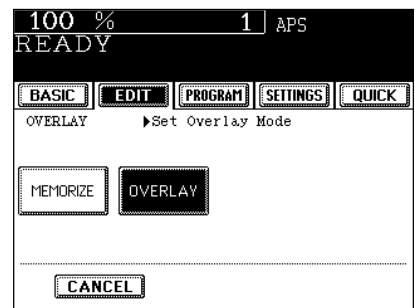 100 % 1 APS
READY
BASIC EDIT PROGRAM SETTINGS QUICK
OVERLAY ▶Set Overlay Mode
MEMORIZE OVERLAY
CANCEL